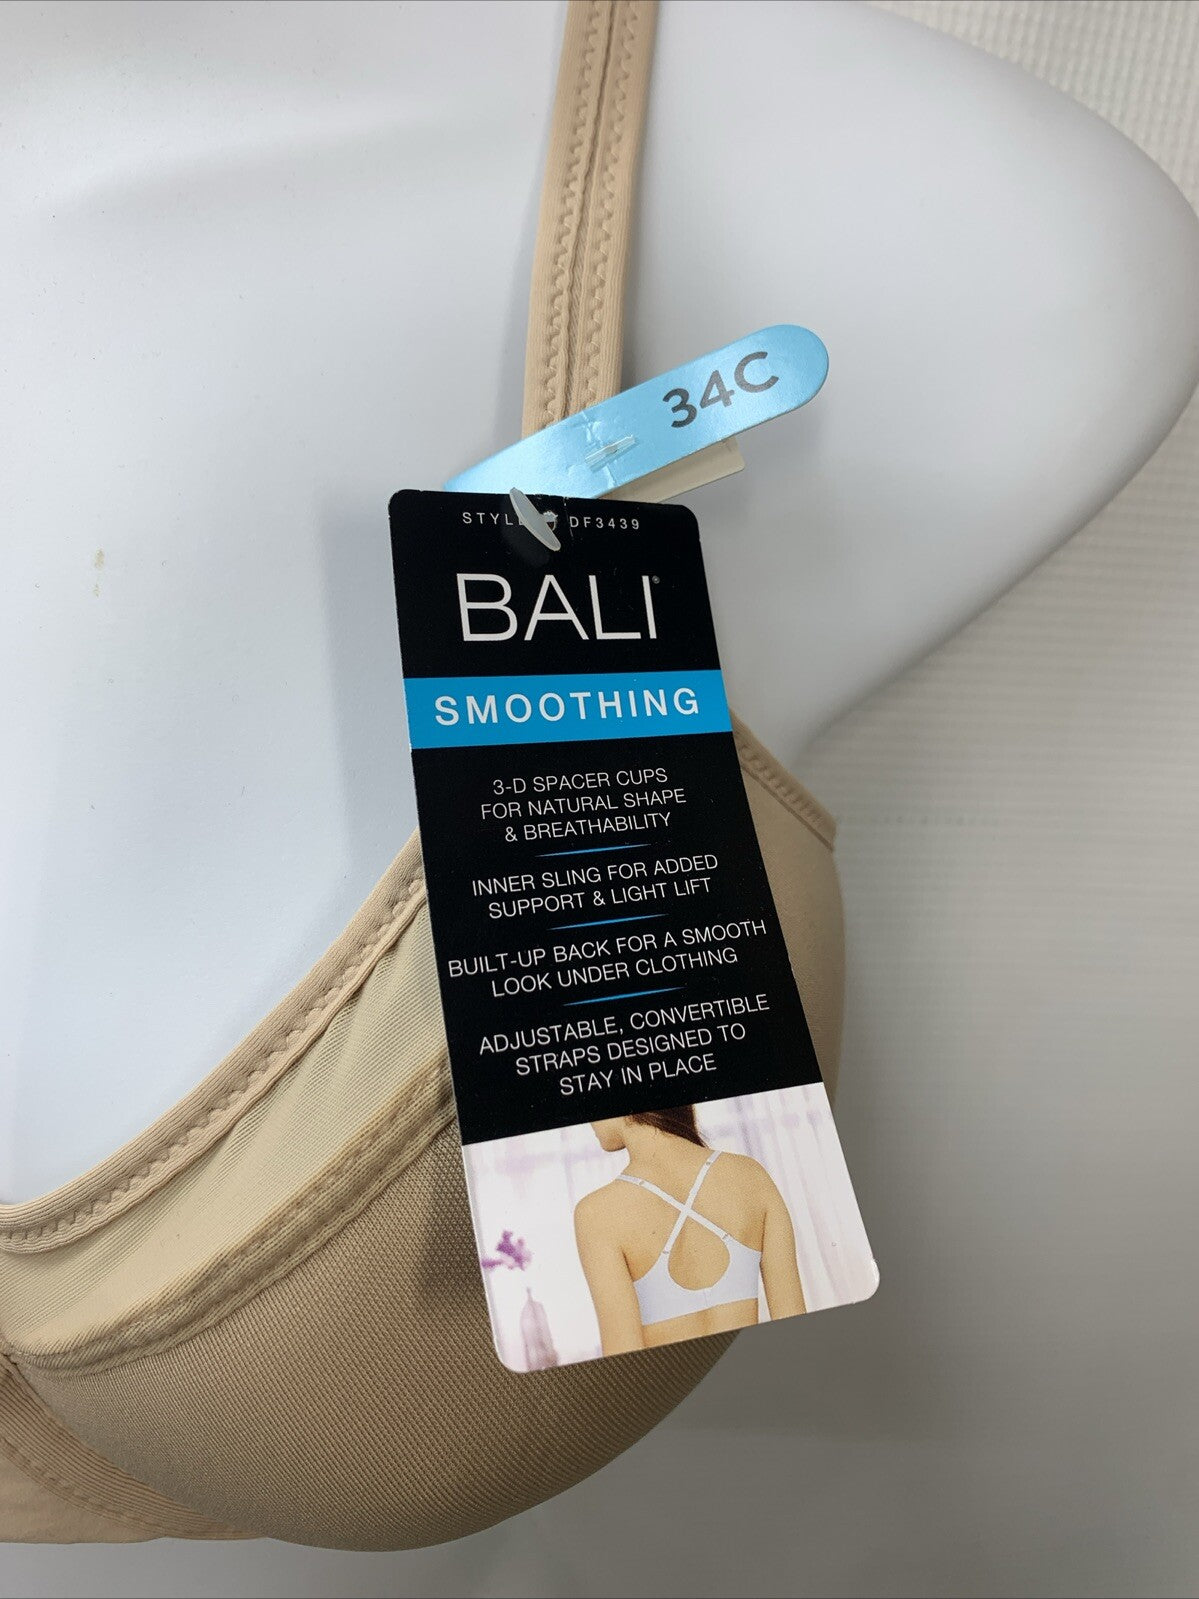 34C
DF3439
BALI®
SMOOTHING
3-D SPACER CUPS
FOR NATURAL SHAPE
& BREATHABILITY
INNER SLING FOR ADDED
SUPPORT & LIGHT LIFT
BUILT-UP BACK FOR A SMOOTH
LOOK UNDER CLOTHING
ADJUSTABLE, CONVERTIBLE
STRAPS DESIGNED TO
STAY IN PLACE